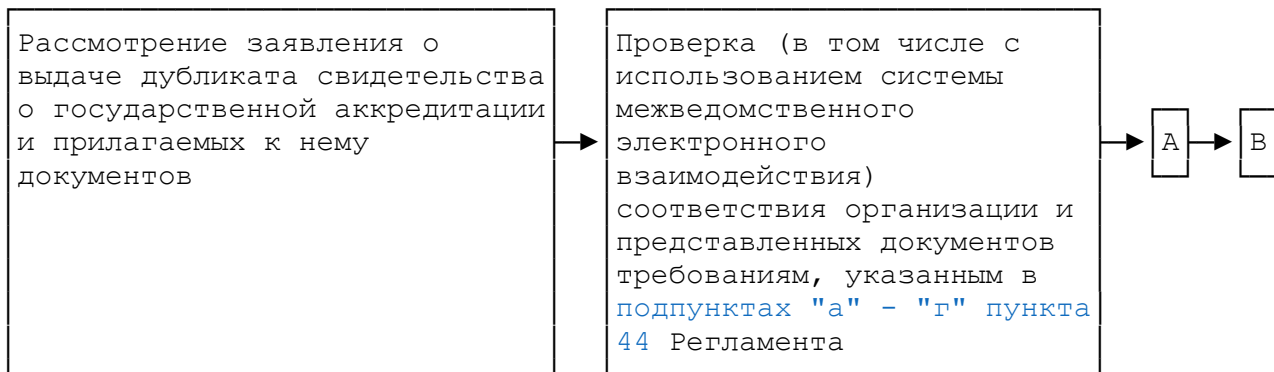 Рассмотрение заявления о
выдаче дубликата свидетельства
о государственной аккредитации
и прилагаемых к нему
документов
Проверка (в том числе с
использованием системы
межведомственного
электронного
взаимодействия)
соответствия организации и
представленных документов
требованиям, указанным в
подпунктах "а" - "г" пункта
44 Регламента
А
В